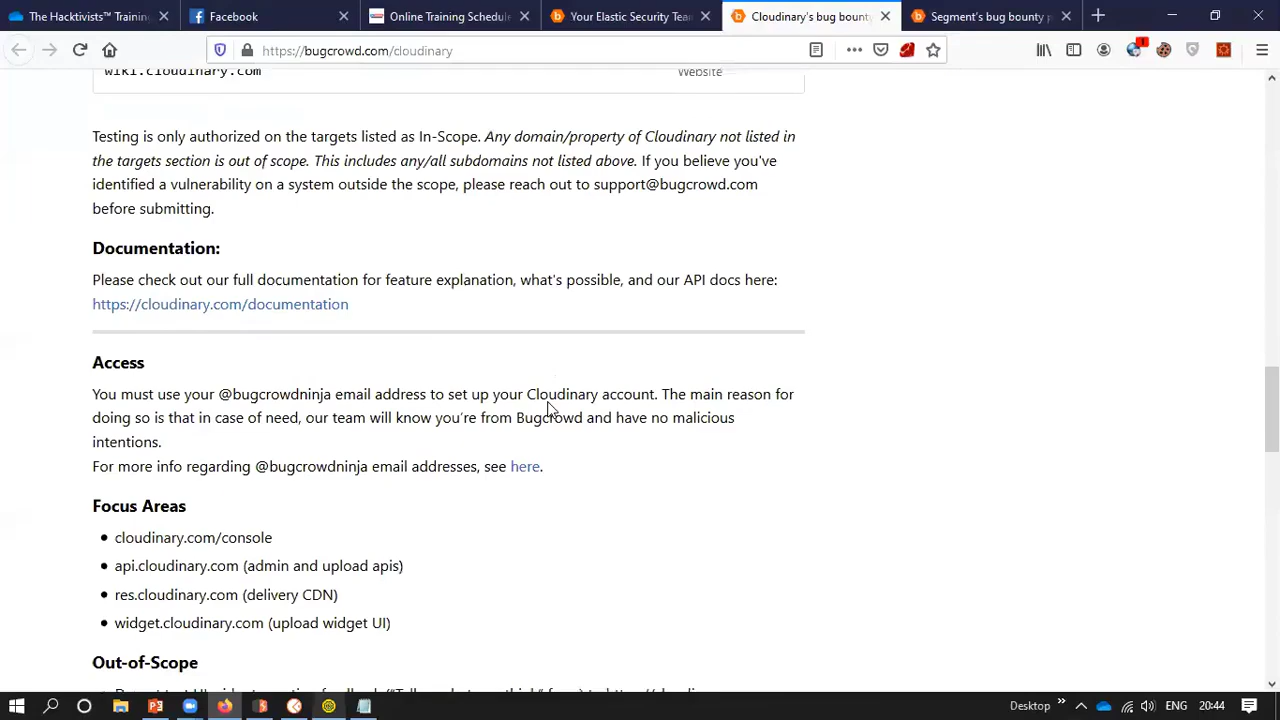 The Hacktivists™ Training
Facebook
Online Training Schedule
Your Elastic Security Team
Cloudinary's bug bounty
Segment's bug bounty p
https://bugcrowd.com/cloudinary
wiki.cloudinary.com
Website
Testing is only authorized on the targets listed as In-Scope. Any domain/property of Cloudinary not listed in
the targets section is out of scope. This includes any/all subdomains not listed above. If you believe you've
identified a vulnerability on a system outside the scope, please reach out to support@bugcrowd.com
before submitting.
Documentation:
Please check out our full documentation for feature explanation, what's possible, and our API docs here:
https://cloudinary.com/documentation
Access
You must use your @bugcrowdninja email address to set up your Cloudinary account. The main reason for
doing so is that in case of need, our team will know you're from Bugcrowd and have no malicious
intentions.
For more info regarding @bugcrowdninja email addresses, see here.
Focus Areas
• cloudinary.com/console
• api.cloudinary.com (admin and upload apis)
• res.cloudinary.com (delivery CDN)
• widget.cloudinary.com (upload widget UI)
Out-of-Scope
Desktop
ENG
20:44